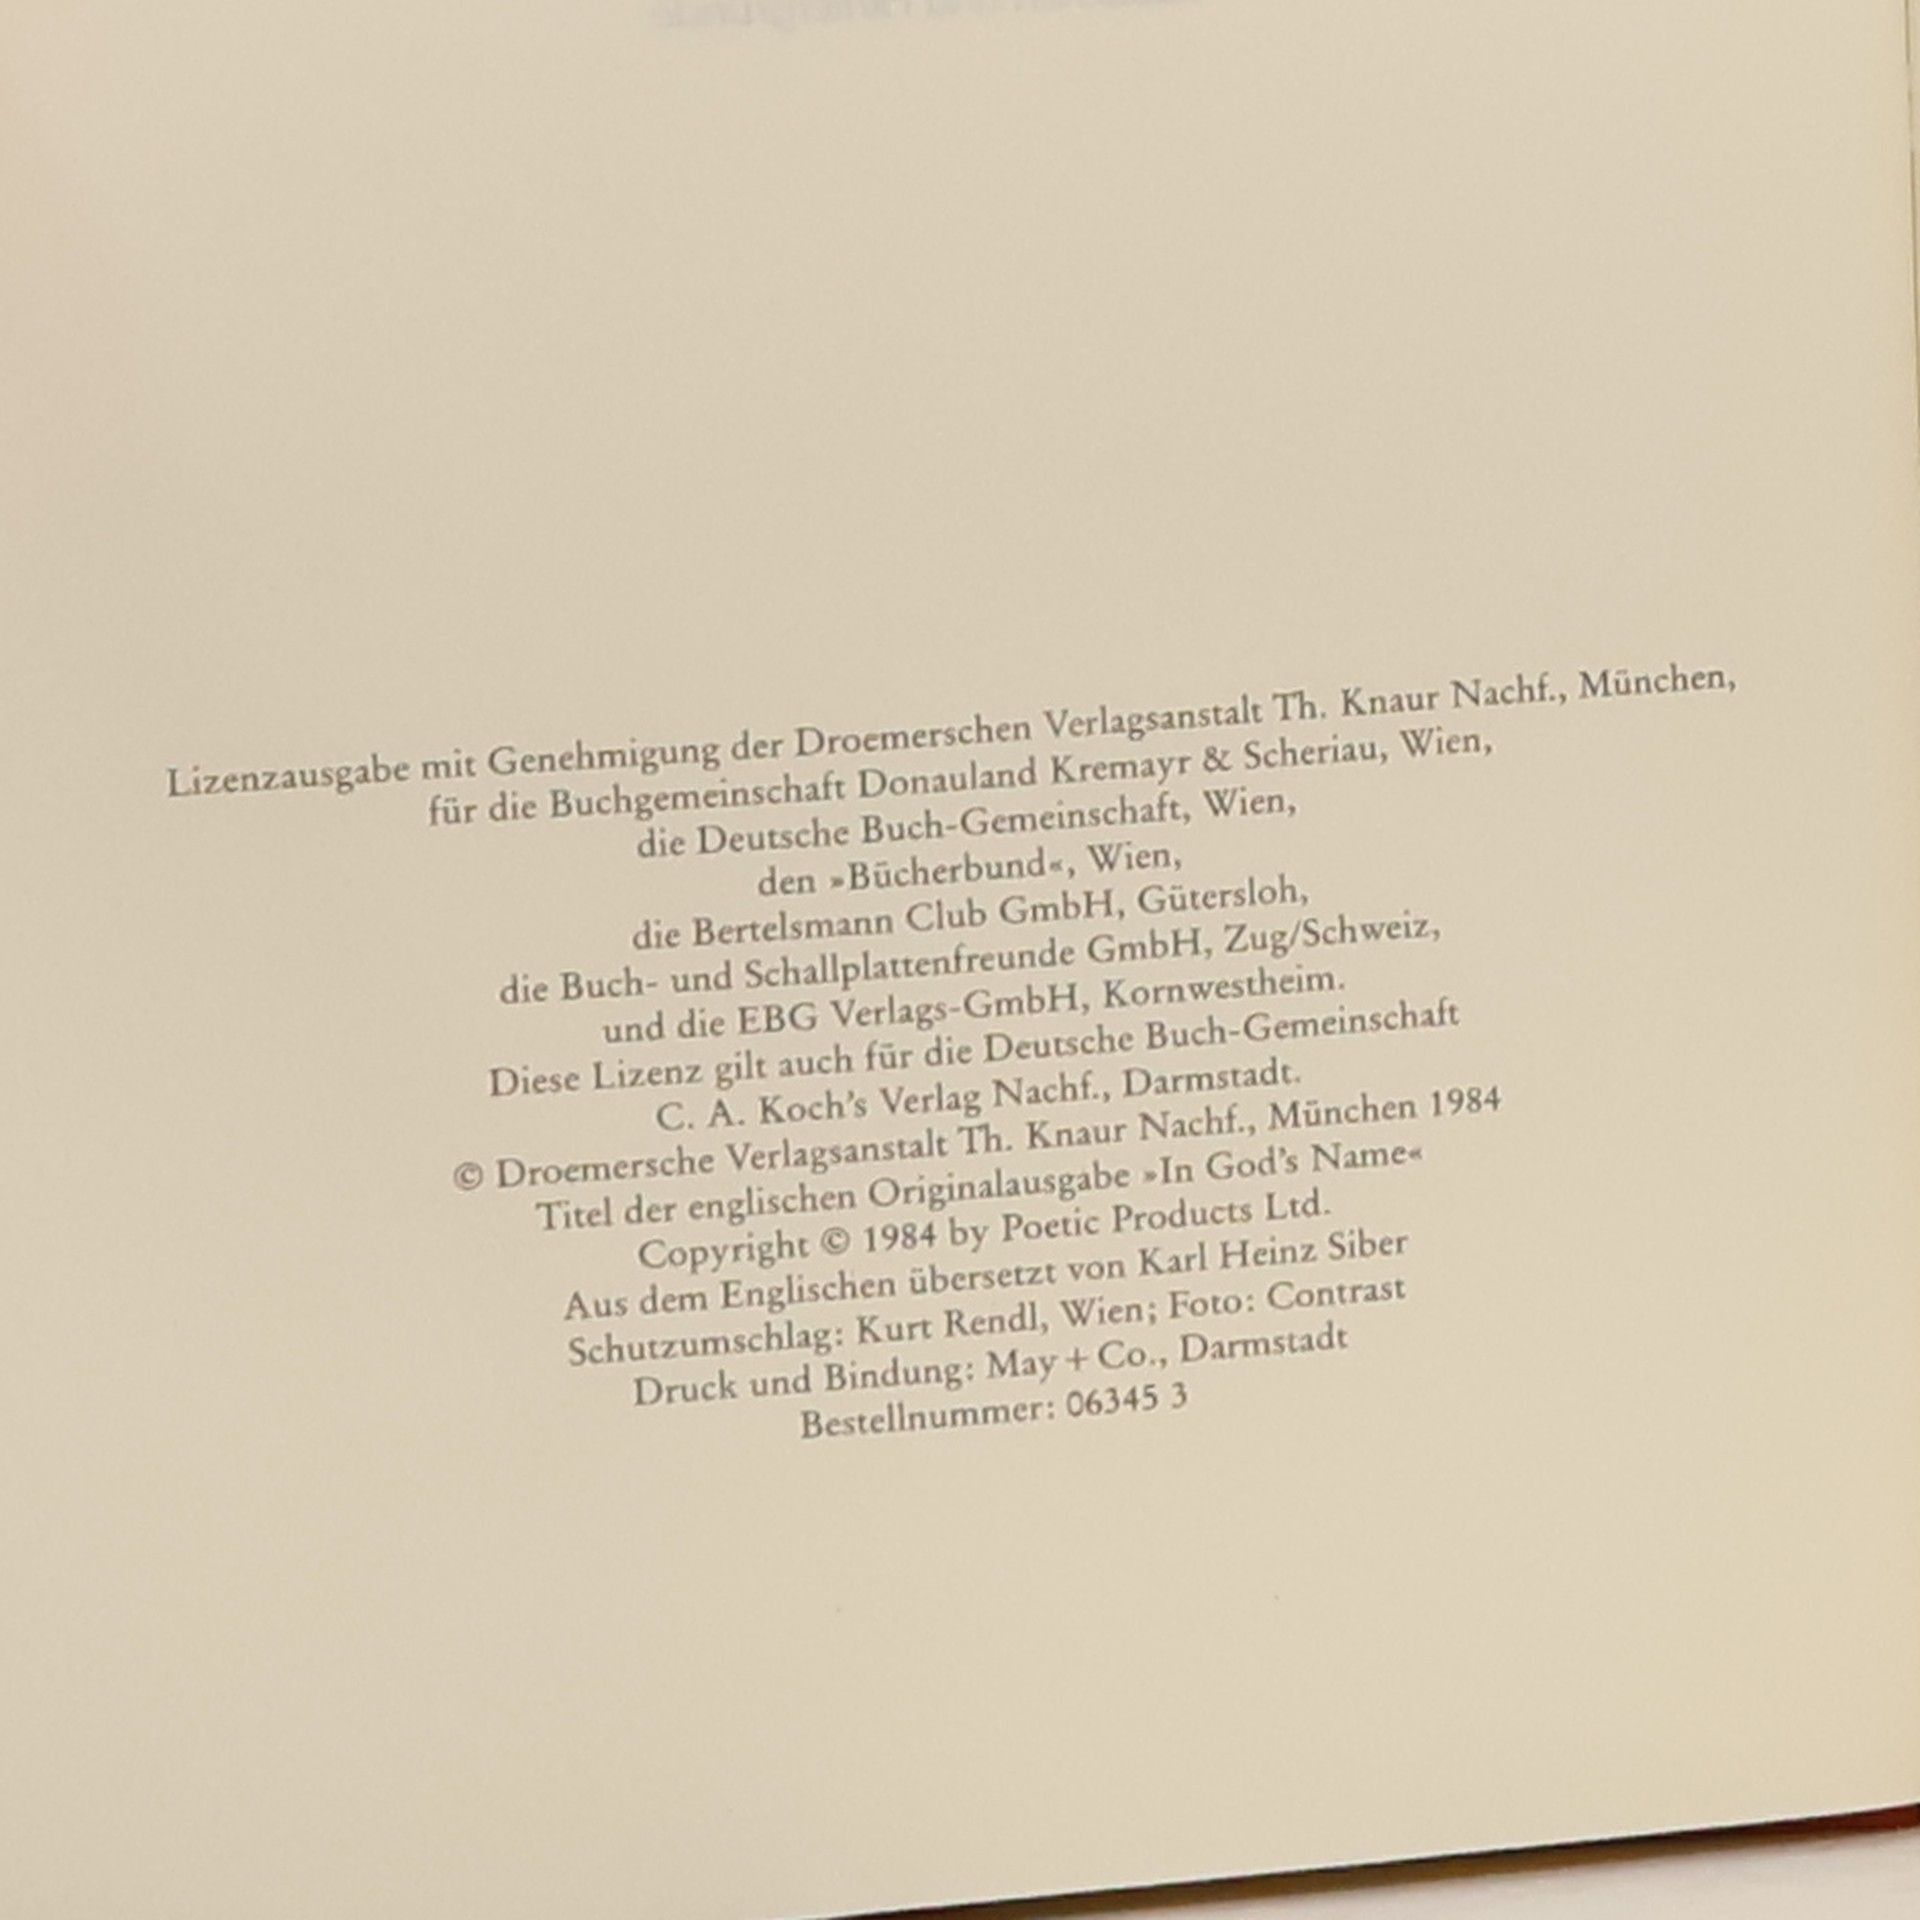 Lizenzausgabe mit Genehmigung der Droemerschen Verlagsanstalt Th. Knaur Nachf., München,
für die Buchgemeinschaft Donauland Kremayr & Scheriau, Wien,
die Deutsche Buch-Gemeinschaft, Wien,
den »Bücherbund«, Wien,
die Bertelsmann Club GmbH, Gütersloh,
die Buch- und Schallplattenfreunde GmbH, Zug/Schweiz,
und die EBG Verlags-GmbH, Kornwestheim.
Diese Lizenz gilt auch für die Deutsche Buch-Gemeinschaft
C. A. Koch's Verlag Nachf., Darmstadt.
© Droemersche Verlagsanstalt Th. Knaur Nachf., München 1984
Titel der englischen Originalausgabe »In God's Name«
Copyright © 1984 by Poetic Products Ltd.
Aus dem Englischen übersetzt von Karl Heinz Siber
Schutzumschlag: Kurt Rendl, Wien; Foto: Contrast
Druck und Bindung: May + Co., Darmstadt
Bestellnummer: 06345 3